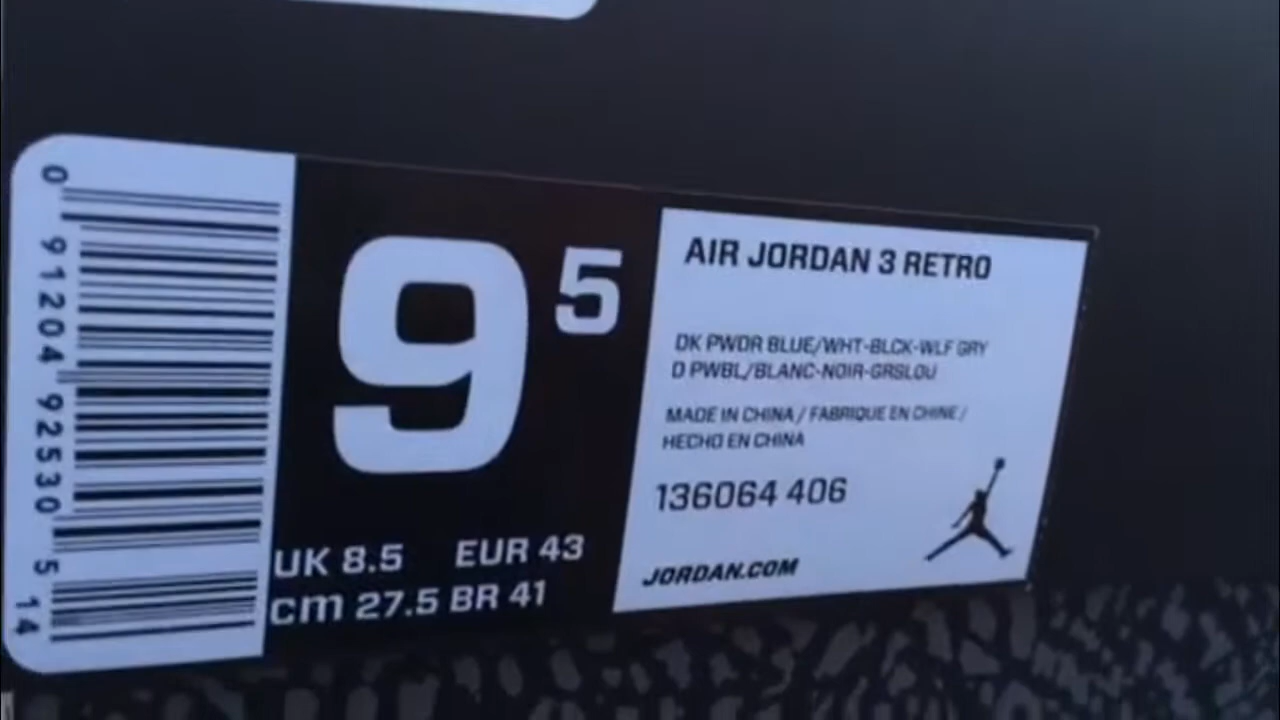 0 91204 92530 5
14
9 5
UK 8.5 EUR 43
cm 27.5 BR 41
AIR JORDAN 3 RETRO
DK PWDR BLUE/WHT-BLCK-WLF GRY
D PWBL/BLANC-NOIR-GRSLOU
MADE IN CHINA / FABRIQUE EN CHINE /
HECHO EN CHINA
136064 406
JORDAN.COM